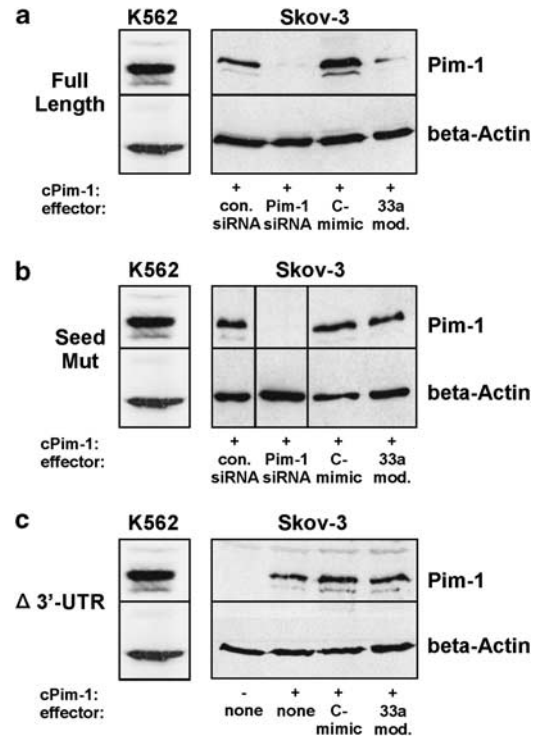 a
K562 Skov-3
Full Length
Pim-1
beta-Actin
cPim-1: + + + +
effector: con. siRNA Pim-1 siRNA C-mimic 33a mod.
b
K562 Skov-3
Seed Mut
Pim-1
beta-Actin
cPim-1: + + + +
effector: con. siRNA Pim-1 siRNA C-mimic 33a mod.
c
K562 Skov-3
Δ 3'-UTR
Pim-1
beta-Actin
cPim-1: - + + +
effector: none none C-mimic 33a mod.